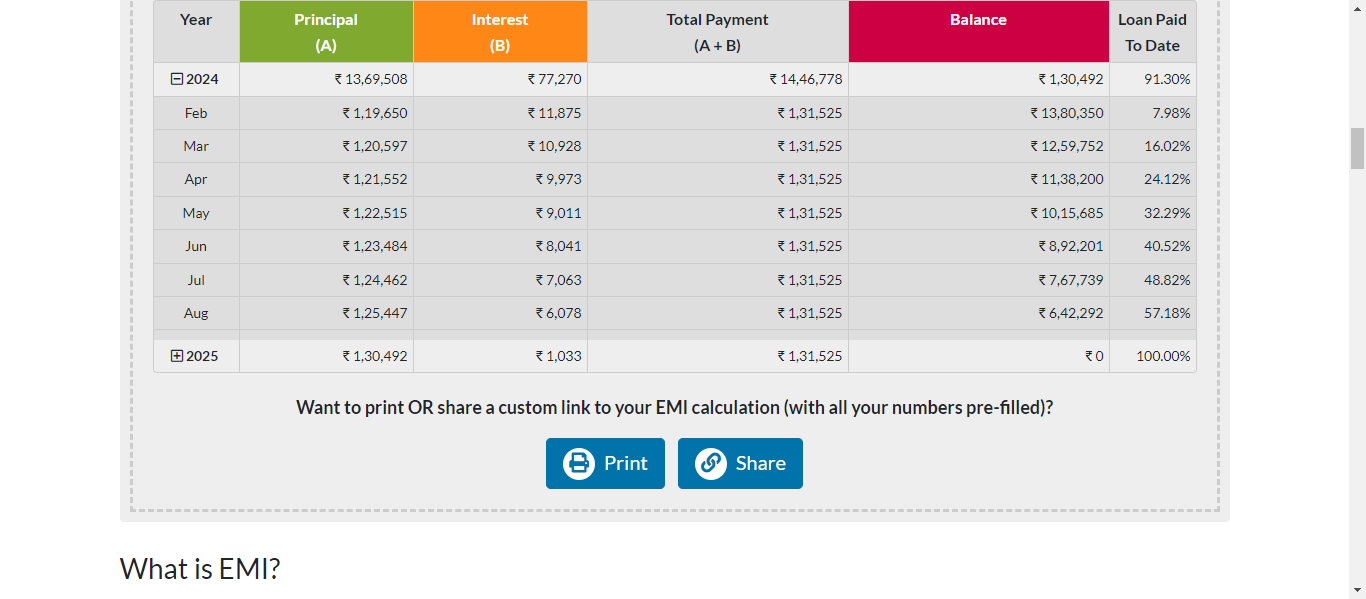 Year Principal (A) Interest (B) Total Payment (A + B) Balance Loan Paid To Date
2024 ₹ 13,69,508 ₹ 77,270 ₹ 14,46,778 ₹ 1,30,492 91.30%
Feb ₹ 1,19,650 ₹ 11,875 ₹ 1,31,525 ₹ 13,80,350 7.98%
Mar ₹ 1,20,597 ₹ 10,928 ₹ 1,31,525 ₹ 12,59,752 16.02%
Apr ₹ 1,21,552 ₹ 9,973 ₹ 1,31,525 ₹ 11,38,200 24.12%
May ₹ 1,22,515 ₹ 9,011 ₹ 1,31,525 ₹ 10,15,685 32.29%
Jun ₹ 1,23,484 ₹ 8,041 ₹ 1,31,525 ₹ 8,92,201 40.52%
Jul ₹ 1,24,462 ₹ 7,063 ₹ 1,31,525 ₹ 7,67,739 48.82%
Aug ₹ 1,25,447 ₹ 6,078 ₹ 1,31,525 ₹ 6,42,292 57.18%
2025 ₹ 1,30,492 ₹ 1,033 ₹ 1,31,525 ₹ 0 100.00%
Want to print OR share a custom link to your EMI calculation (with all your numbers pre-filled)?
Print Share
What is EMI?